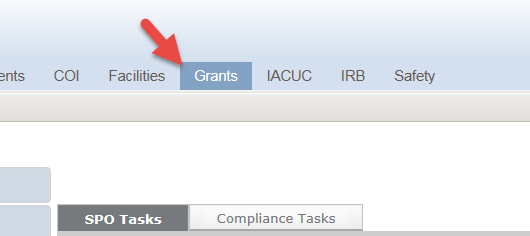 ents COI Facilities Grants IACUC IRB Safety
SPO Tasks Compliance Tasks